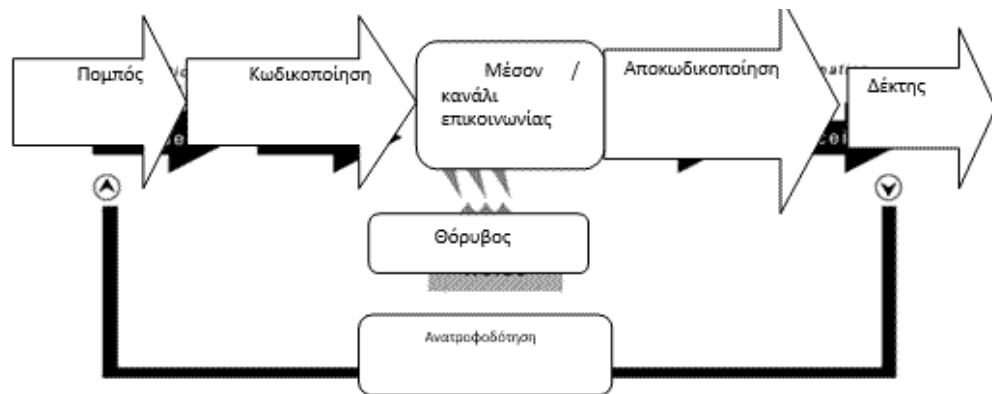 Πομπός
Κωδικοποίηση
Μέσον /
κανάλι
επικοινωνίας
Αποκωδικοποίηση
Δέκτης
Θόρυβος
Ανατροφοδότηση